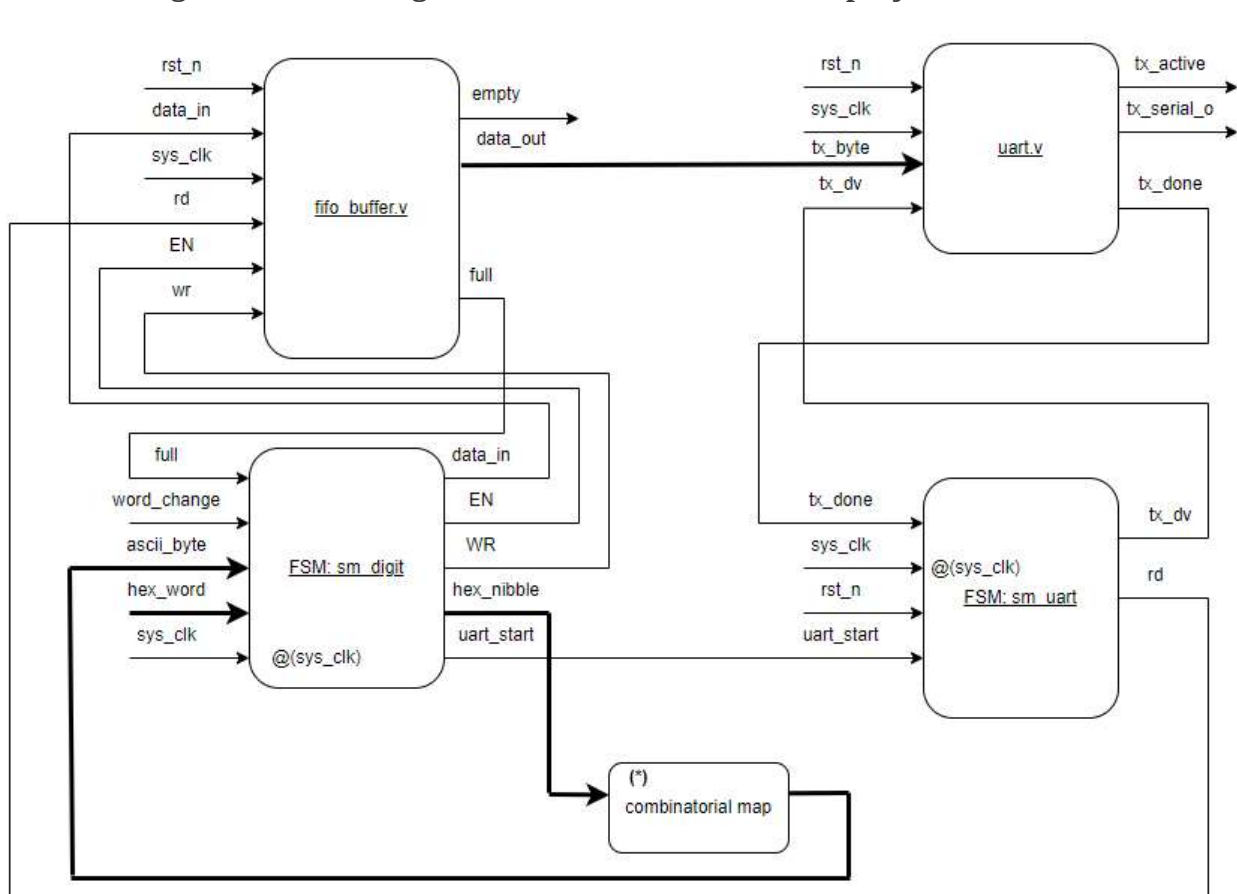 rst_n
data_in
sys_clk
rd
EN
wr
fifo_buffer.v
empty
data_out
full
rst_n
sys_clk
tx_byte
tx_dv
uart.v
tx_active
tx_serial_o
tx_done
full
word_change
ascii_byte
hex_word
sys_clk
FSM: sm_digit
@(sys_clk)
data_in
EN
WR
hex_nibble
uart_start
tx_done
sys_clk
rst_n
uart_start
@(sys_clk)
FSM: sm_uart
tx_dv
rd
(*)
combinatorial map